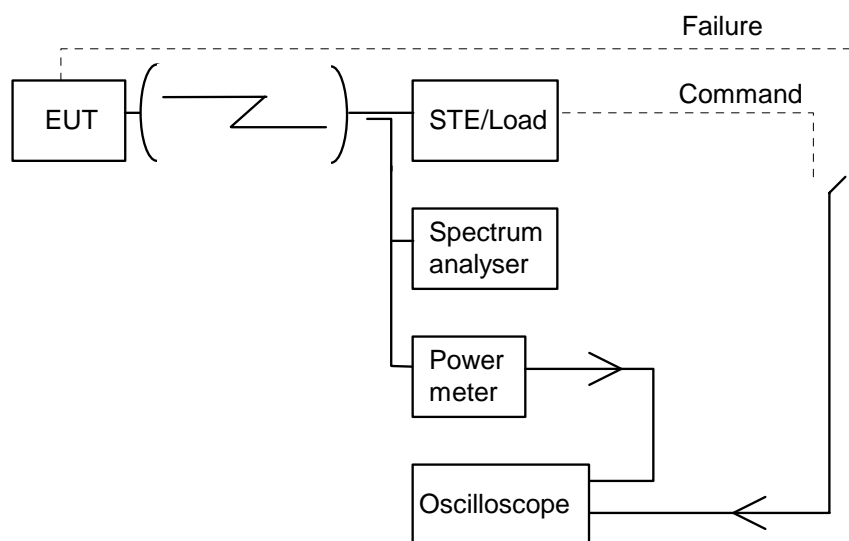 Failure
EUT
STE/Load
Command
Spectrum
analyser
Power
meter
Oscilloscope